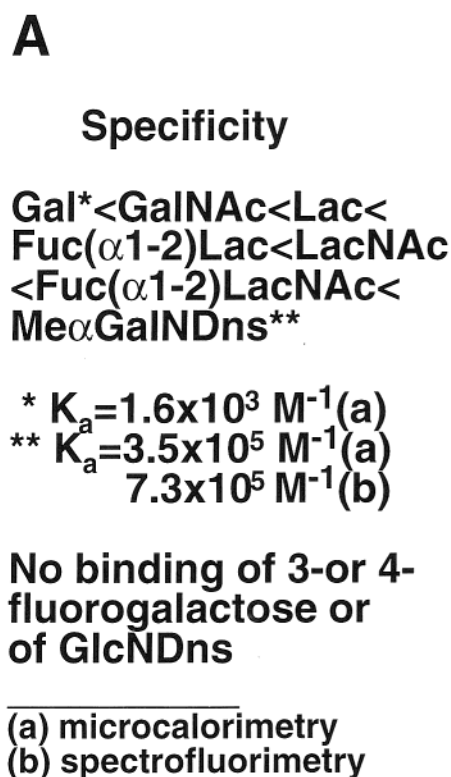 A
Specificity
Gal*<GalNAc<Lac<
Fuc(α1-2)Lac<LacNAc
<Fuc(α1-2)LacNAc<
MeαGalNDns**
* Ka=1.6x10³ M⁻¹(a)
** Ka=3.5x10⁵ M⁻¹(a)
7.3x10⁵ M⁻¹(b)
No binding of 3-or 4-
fluorogalactose or
of GlcNDns
(a) microcalorimetry
(b) spectrofluorimetry